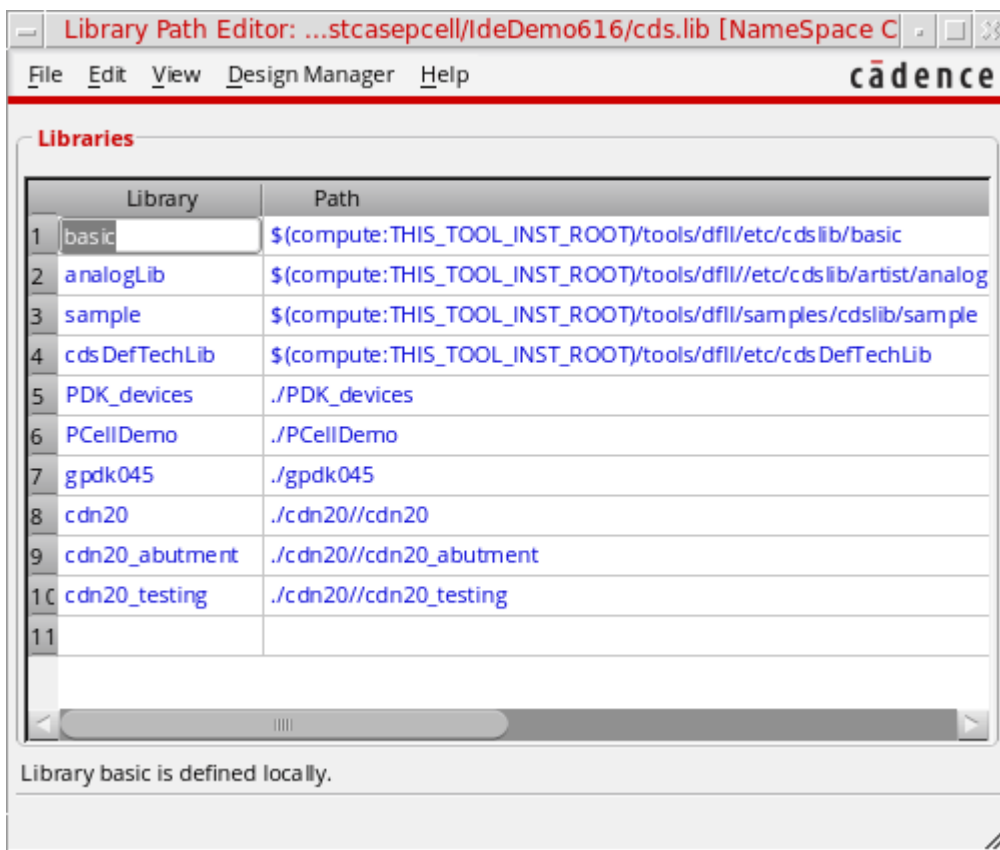 Library Path Editor: ...stcasepcell/IdeDemo616/cds.lib [NameSpace C
File Edit View Design Manager Help
cādence
Libraries
Library Path
1 basic $(compute:THIS_TOOL_INST_ROOT)/tools/dfII/etc/cdslib/basic
2 analogLib $(compute:THIS_TOOL_INST_ROOT)/tools/dfII//etc/cdslib/artist/analog
3 sample $(compute:THIS_TOOL_INST_ROOT)/tools/dfII/samples/cdslib/sample
4 cdsDefTechLib $(compute:THIS_TOOL_INST_ROOT)/tools/dfII/etc/cdsDefTechLib
5 PDK_devices ./PDK_devices
6 PCellDemo ./PCellDemo
7 gpdk045 ./gpdk045
8 cdn20 ./cdn20//cdn20
9 cdn20_abutment ./cdn20//cdn20_abutment
10 cdn20_testing ./cdn20//cdn20_testing
11
Library basic is defined locally.